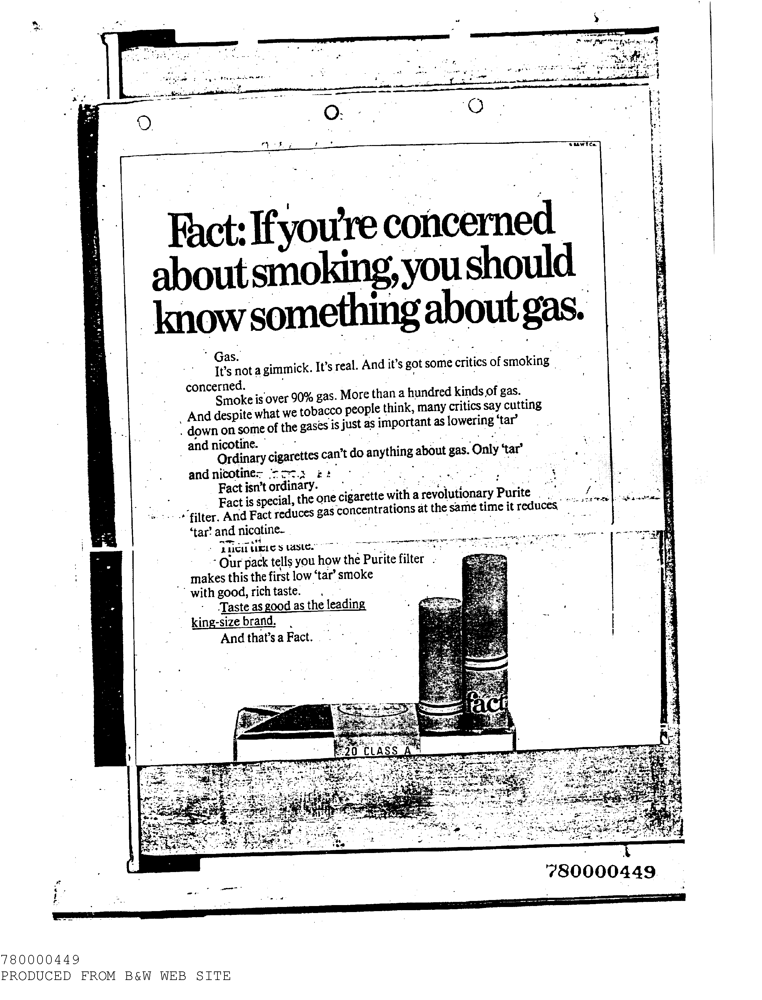 © B&W T Co.
Fact: If you're concerned
about smoking, you should
know something about gas.
Gas.
It's not a gimmick. It's real. And it's got some critics of smoking
concerned.
Smoke is over 90% gas. More than a hundred kinds of gas.
And despite what we tobacco people think, many critics say cutting
down on some of the gases is just as important as lowering 'tar'
and nicotine.
Ordinary cigarettes can't do anything about gas. Only 'tar'
and nicotine.
Fact isn't ordinary.
Fact is special, the one cigarette with a revolutionary Purite
filter. And Fact reduces gas concentrations at the same time it reduces
'tar' and nicotine.
Then there's taste.
Our pack tells you how the Purite filter
makes this the first low 'tar' smoke
with good, rich taste.
Taste as good as the leading
king-size brand.
And that's a Fact.
fact
20 CLASS A
780000449
780000449
PRODUCED FROM B&W WEB SITE